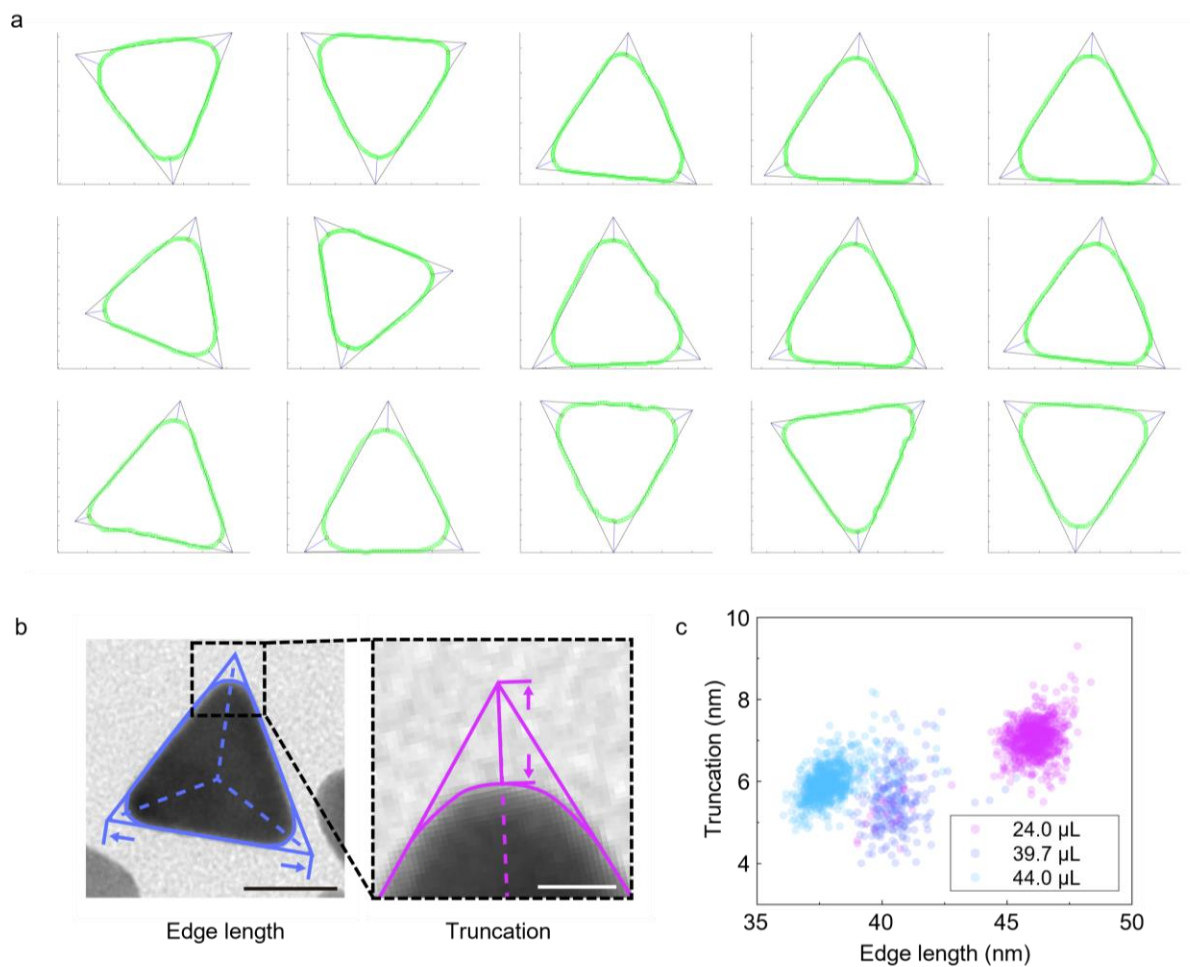 a
b
Edge length
Truncation
c
10
8
6
4
Truncation (nm)
24.0 µL
39.7 µL
44.0 µL
35
40
45
50
Edge length (nm)